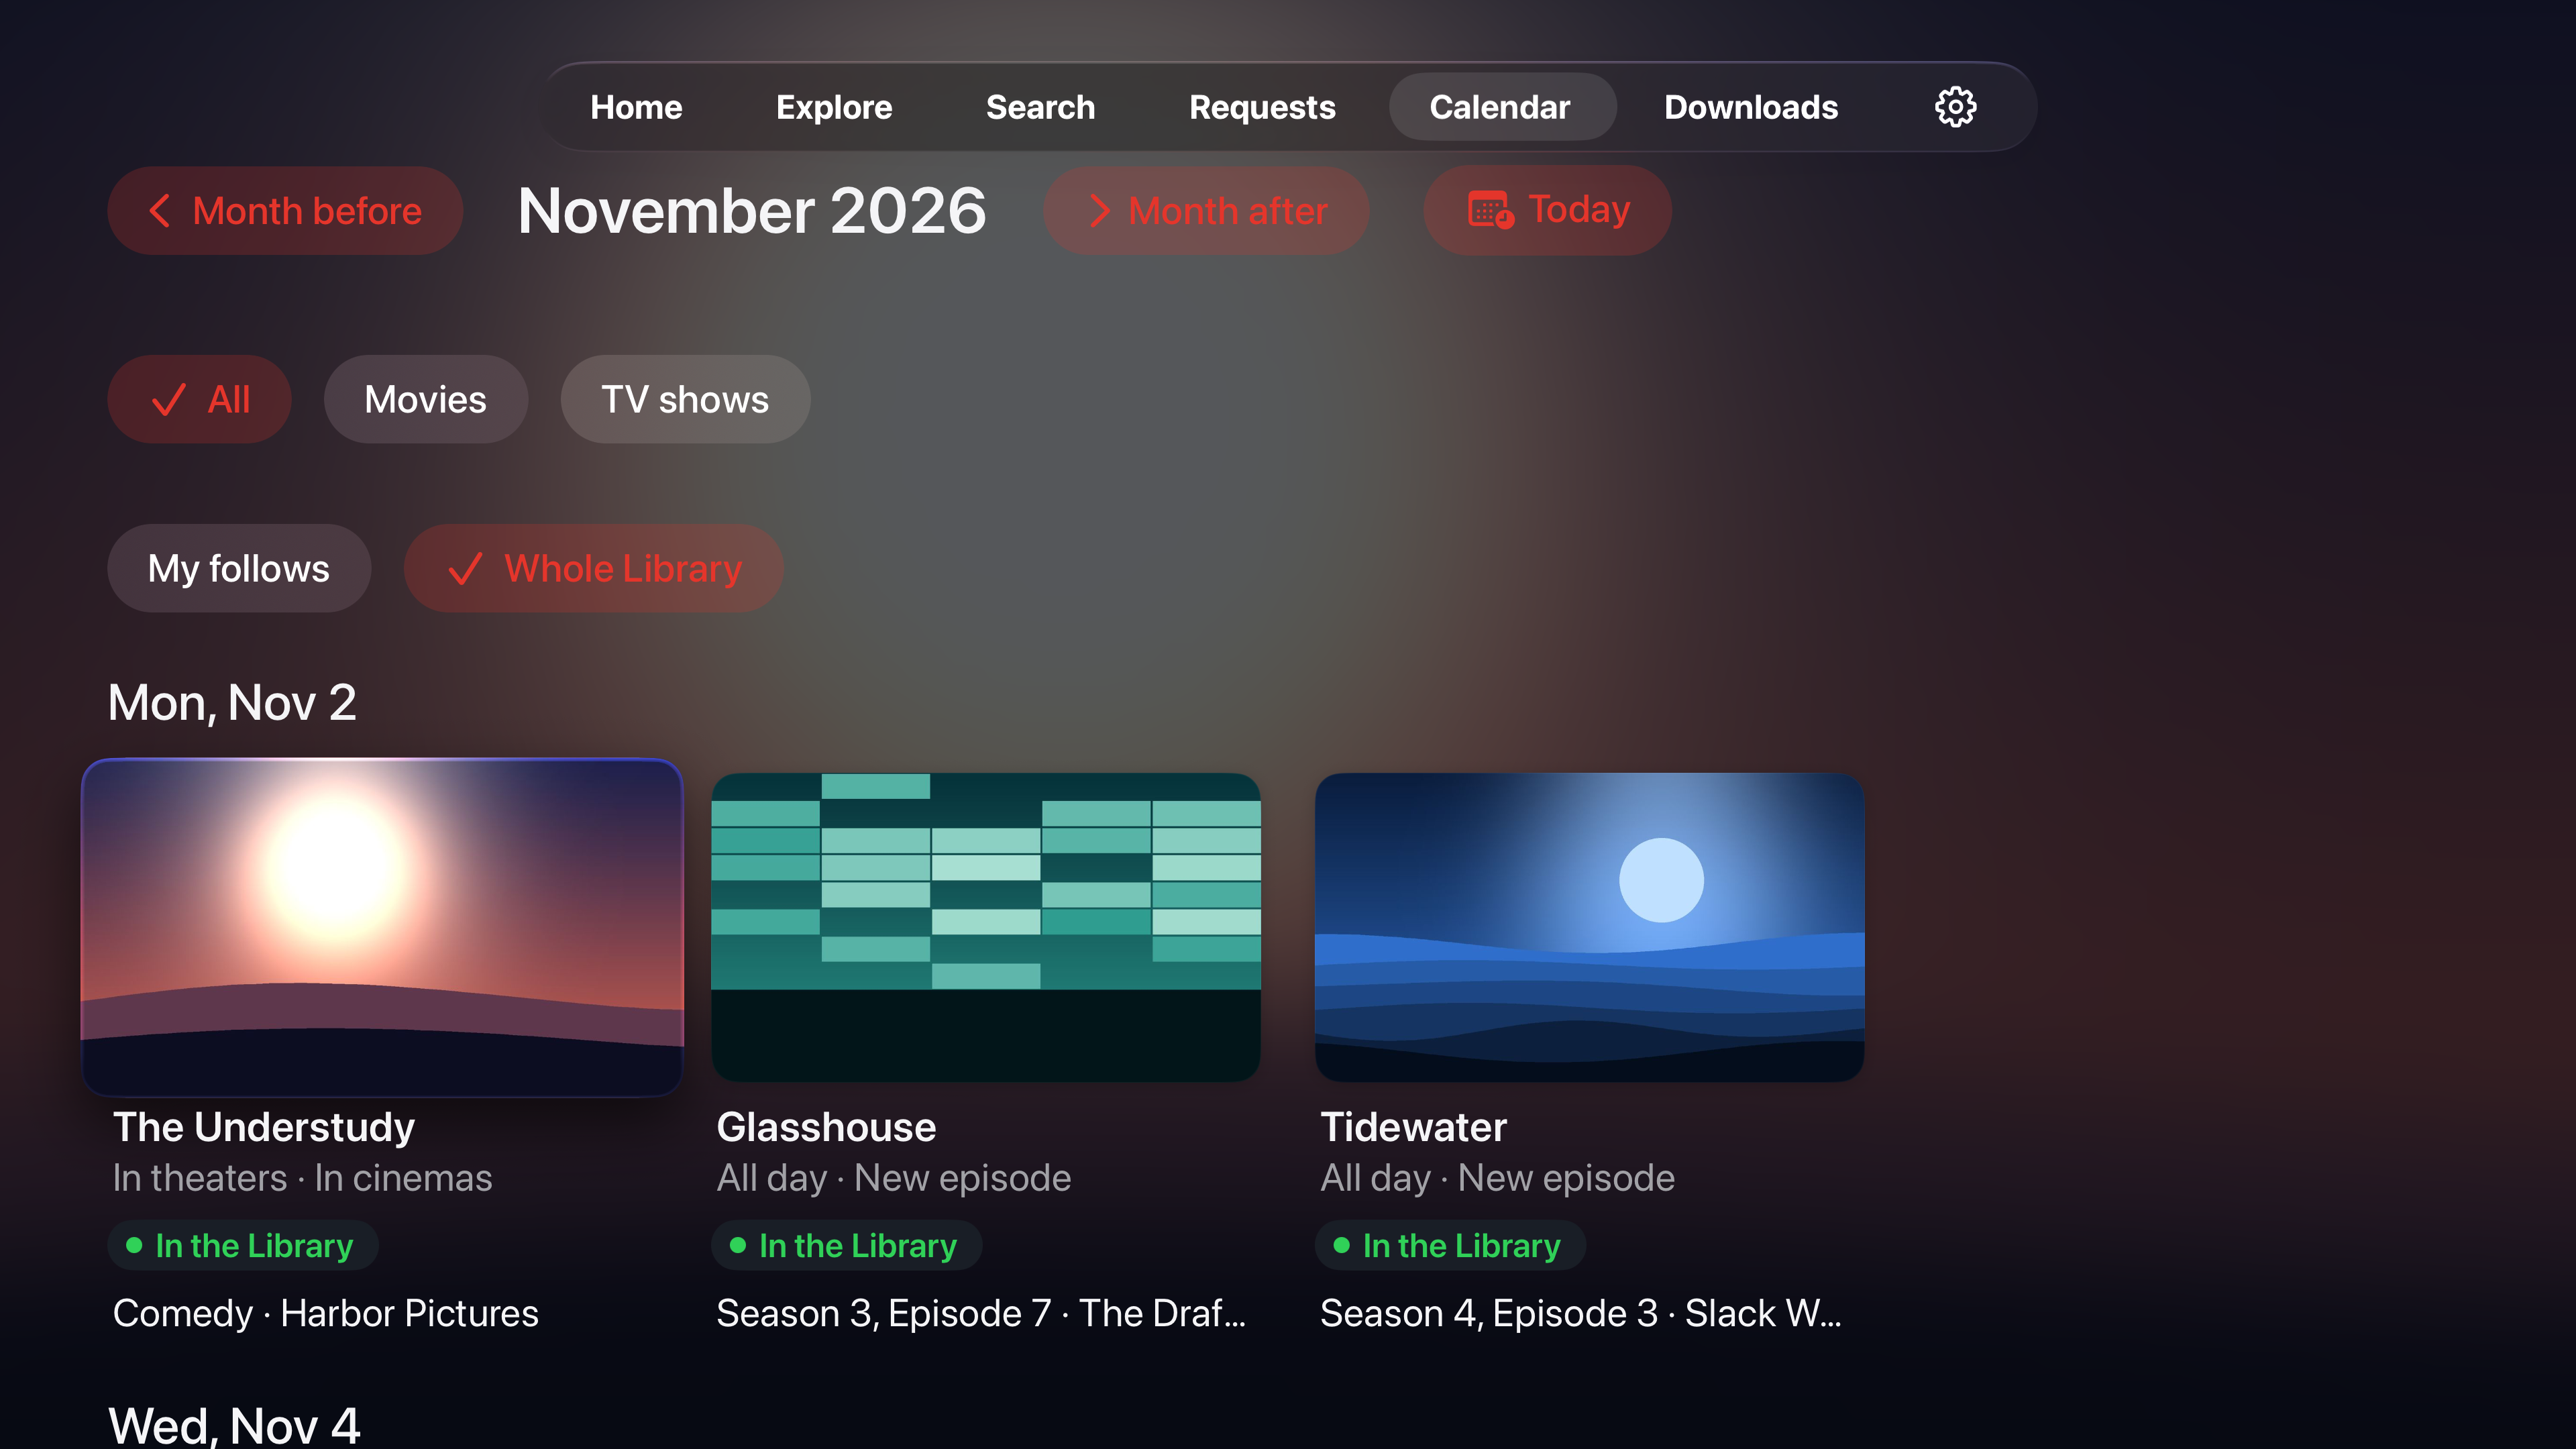 Home Explore Search Requests Calendar Downloads
Month before November 2026 Month after Today
All Movies TV shows
My follows Whole Library
Mon, Nov 2
The Understudy
In theaters · In cinemas
In the Library
Comedy · Harbor Pictures
Glasshouse
All day · New episode
In the Library
Season 3, Episode 7 · The Draf...
Tidewater
All day · New episode
In the Library
Season 4, Episode 3 · Slack W...
Wed, Nov 4